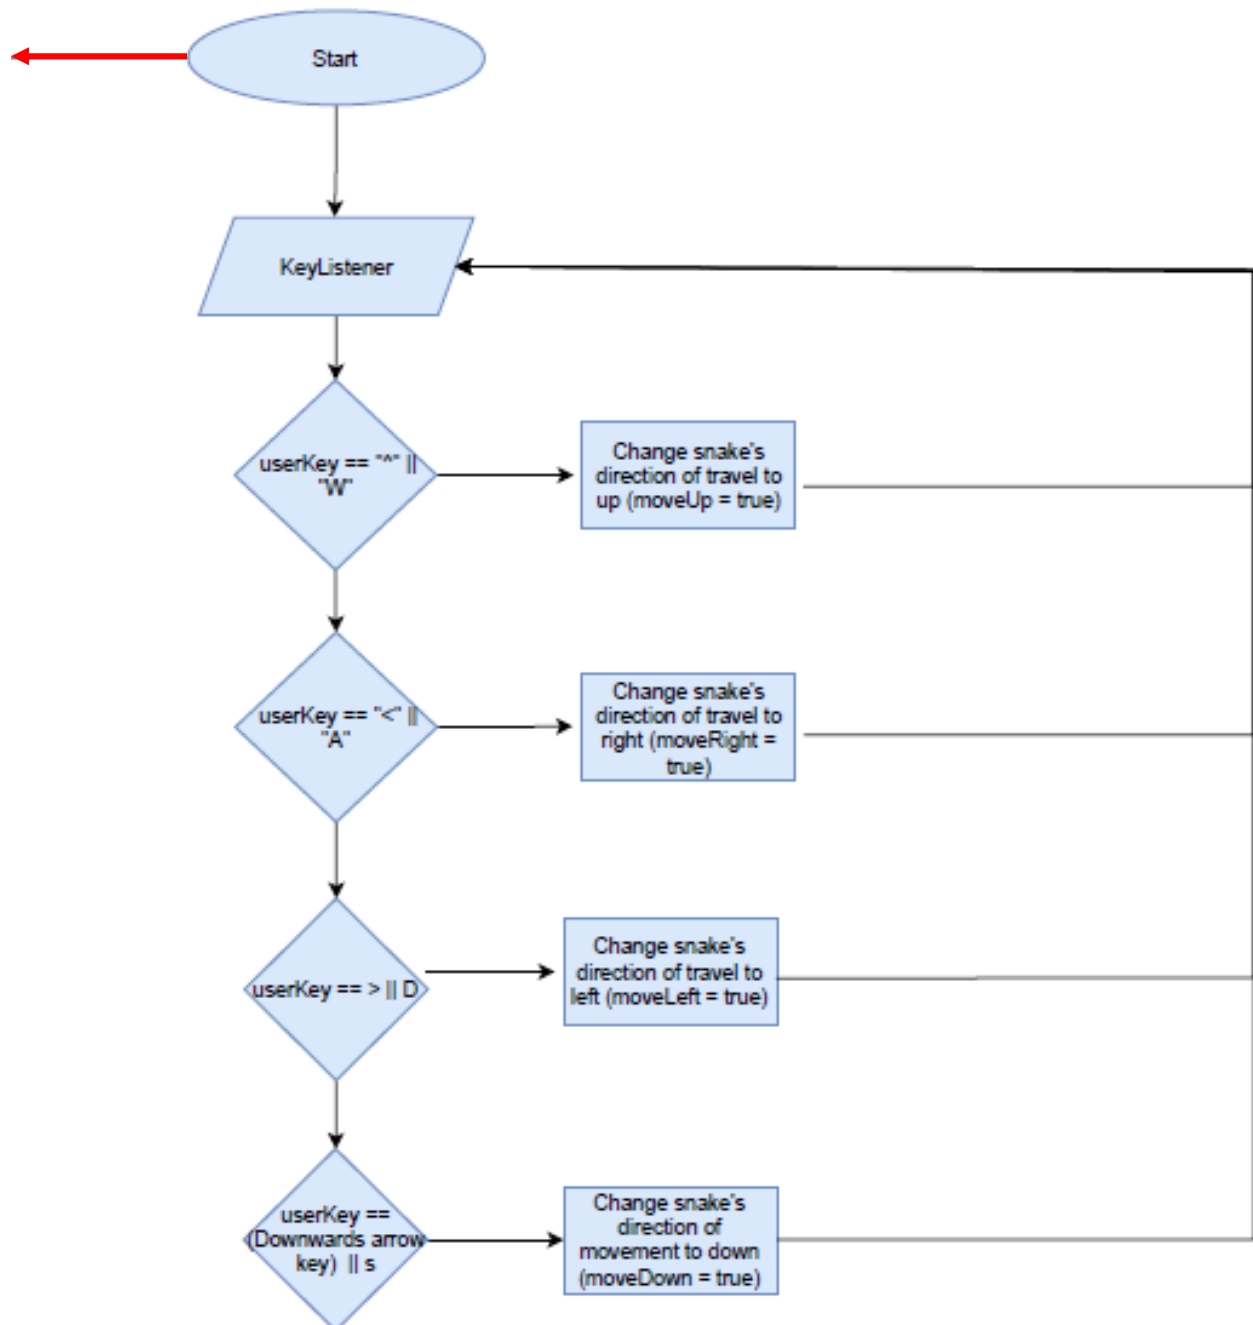 Start
KeyListener
userKey == "^" ||
"W"
Change snake's
direction of travel to
up (moveUp = true)
userKey == "<" ||
"A"
Change snake's
direction of travel to
right (moveRight =
true)
userKey == > || D
Change snake's
direction of travel to
left (moveLeft = true)
userKey ==
(Downwards arrow
key) || s
Change snake's
direction of
movement to down
(moveDown = true)